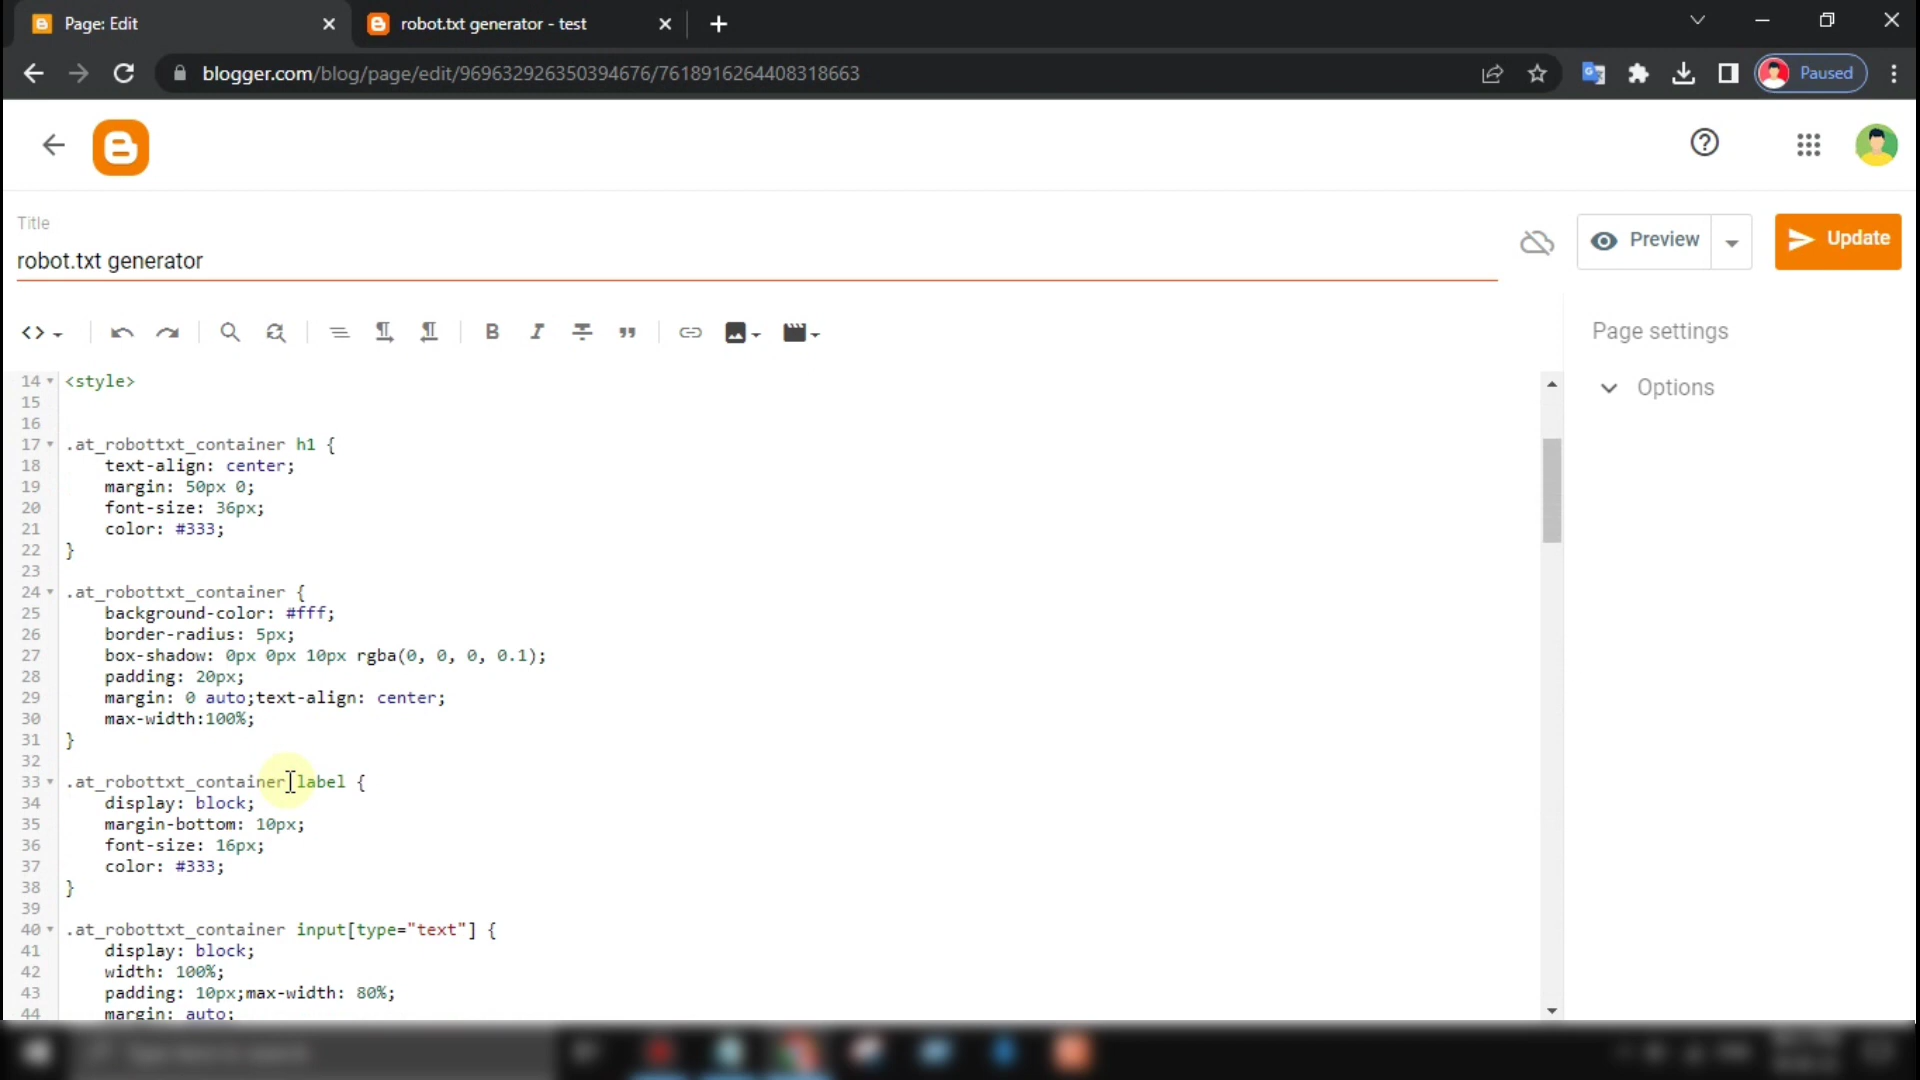 Page: Edit
robot.txt generator - test
blogger.com/blog/page/edit/969632926350394676/7618916264408318663
Paused
Title
robot.txt generator
Preview
Update
Page settings
Options
14 <style>
15
16
17 .at_robottxt_container h1 {
18 text-align: center;
19 margin: 50px 0;
20 font-size: 36px;
21 color: #333;
22 }
23
24 .at_robottxt_container {
25 background-color: #fff;
26 border-radius: 5px;
27 box-shadow: 0px 0px 10px rgba(0, 0, 0, 0.1);
28 padding: 20px;
29 margin: 0 auto;text-align: center;
30 max-width:100%;
31 }
32
33 .at_robottxt_container label {
34 display: block;
35 margin-bottom: 10px;
36 font-size: 16px;
37 color: #333;
38 }
39
40 .at_robottxt_container input[type="text"] {
41 display: block;
42 width: 100%;
43 padding: 10px;max-width: 80%;
44 margin: auto;